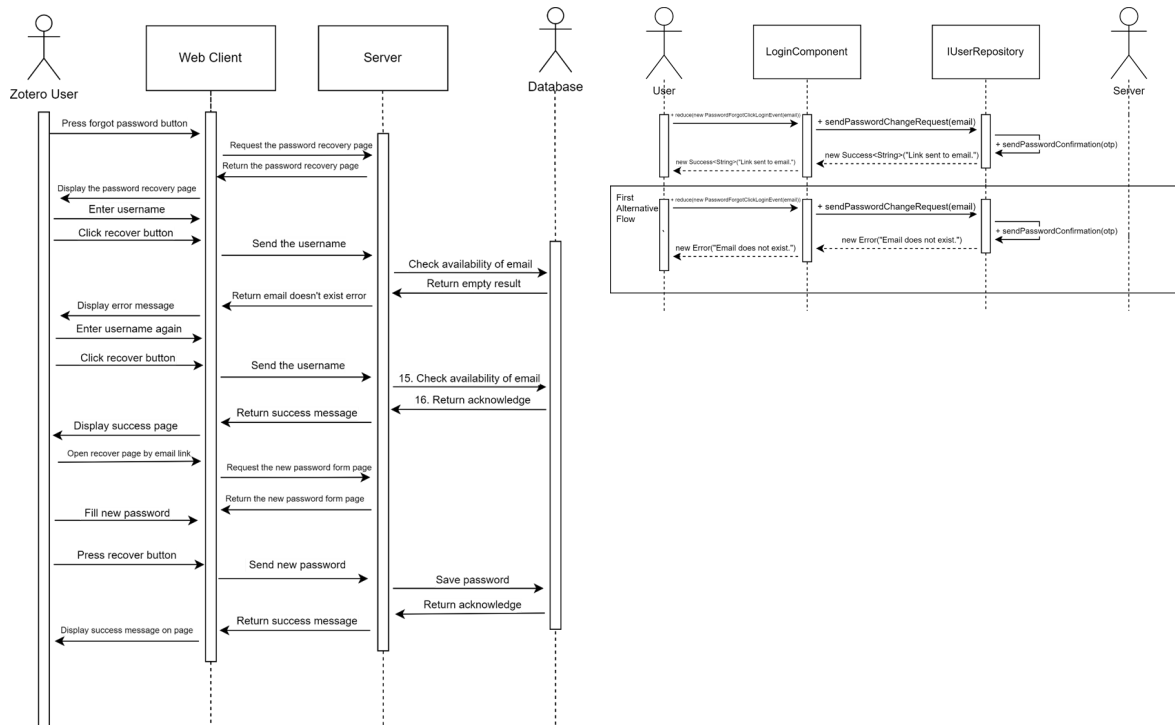 Zotero User
Web Client
Server
Database
Press forgot password button
Request the password recovery page
Return the password recovery page
Display the password recovery page
Enter username
Click recover button
Send the username
Check availability of email
Return empty result
Return email doesn't exist error
Display error message
Enter username again
Click recover button
Send the username
15. Check availability of email
16. Return acknowledge
Return success message
Display success page
Open recover page by email link
Request the new password form page
Return the new password form page
Fill new password
Press recover button
Send new password
Save password
Return acknowledge
Return success message
Display success message on page
User
LoginComponent
IUserRepository
Server
+ reduce(new PasswordForgotClickLoginEvent(email))
+ sendPasswordChangeRequest(email)
+ sendPasswordConfirmation(otp)
new Success<String>("Link sent to email.")
new Success<String>("Link sent to email.")
First
Alternative
Flow
+ reduce(new PasswordForgotClickLoginEvent(email))
+ sendPasswordChangeRequest(email)
+ sendPasswordConfirmation(otp)
new Error("Email does not exist.")
new Error("Email does not exist.")